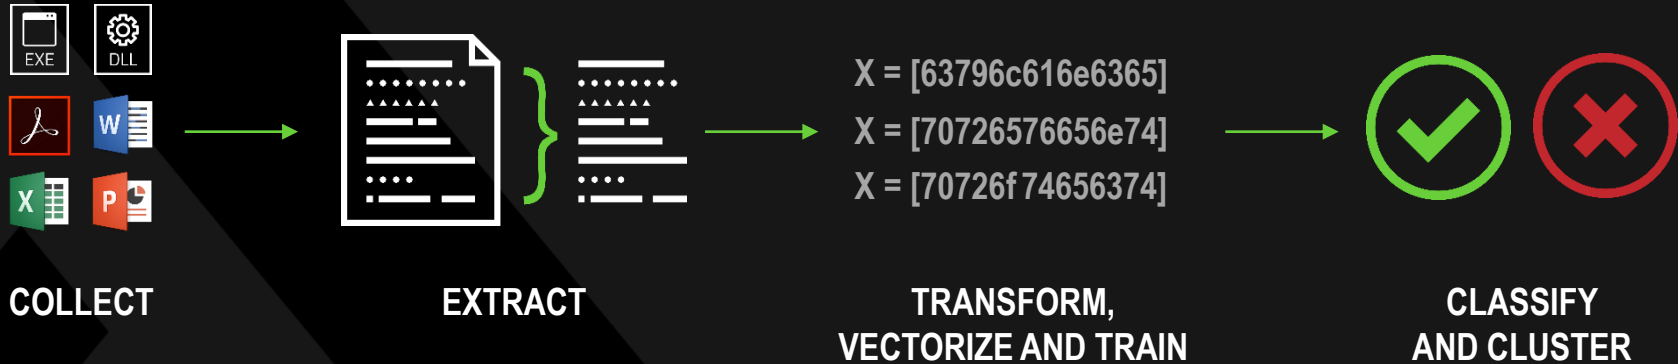 EXE
DLL
W
X
P
X = [63796c616e6365]
X = [70726576656e74]
X = [70726f74656374]
COLLECT
EXTRACT
TRANSFORM,
VECTORIZE AND TRAIN
CLASSIFY
AND CLUSTER